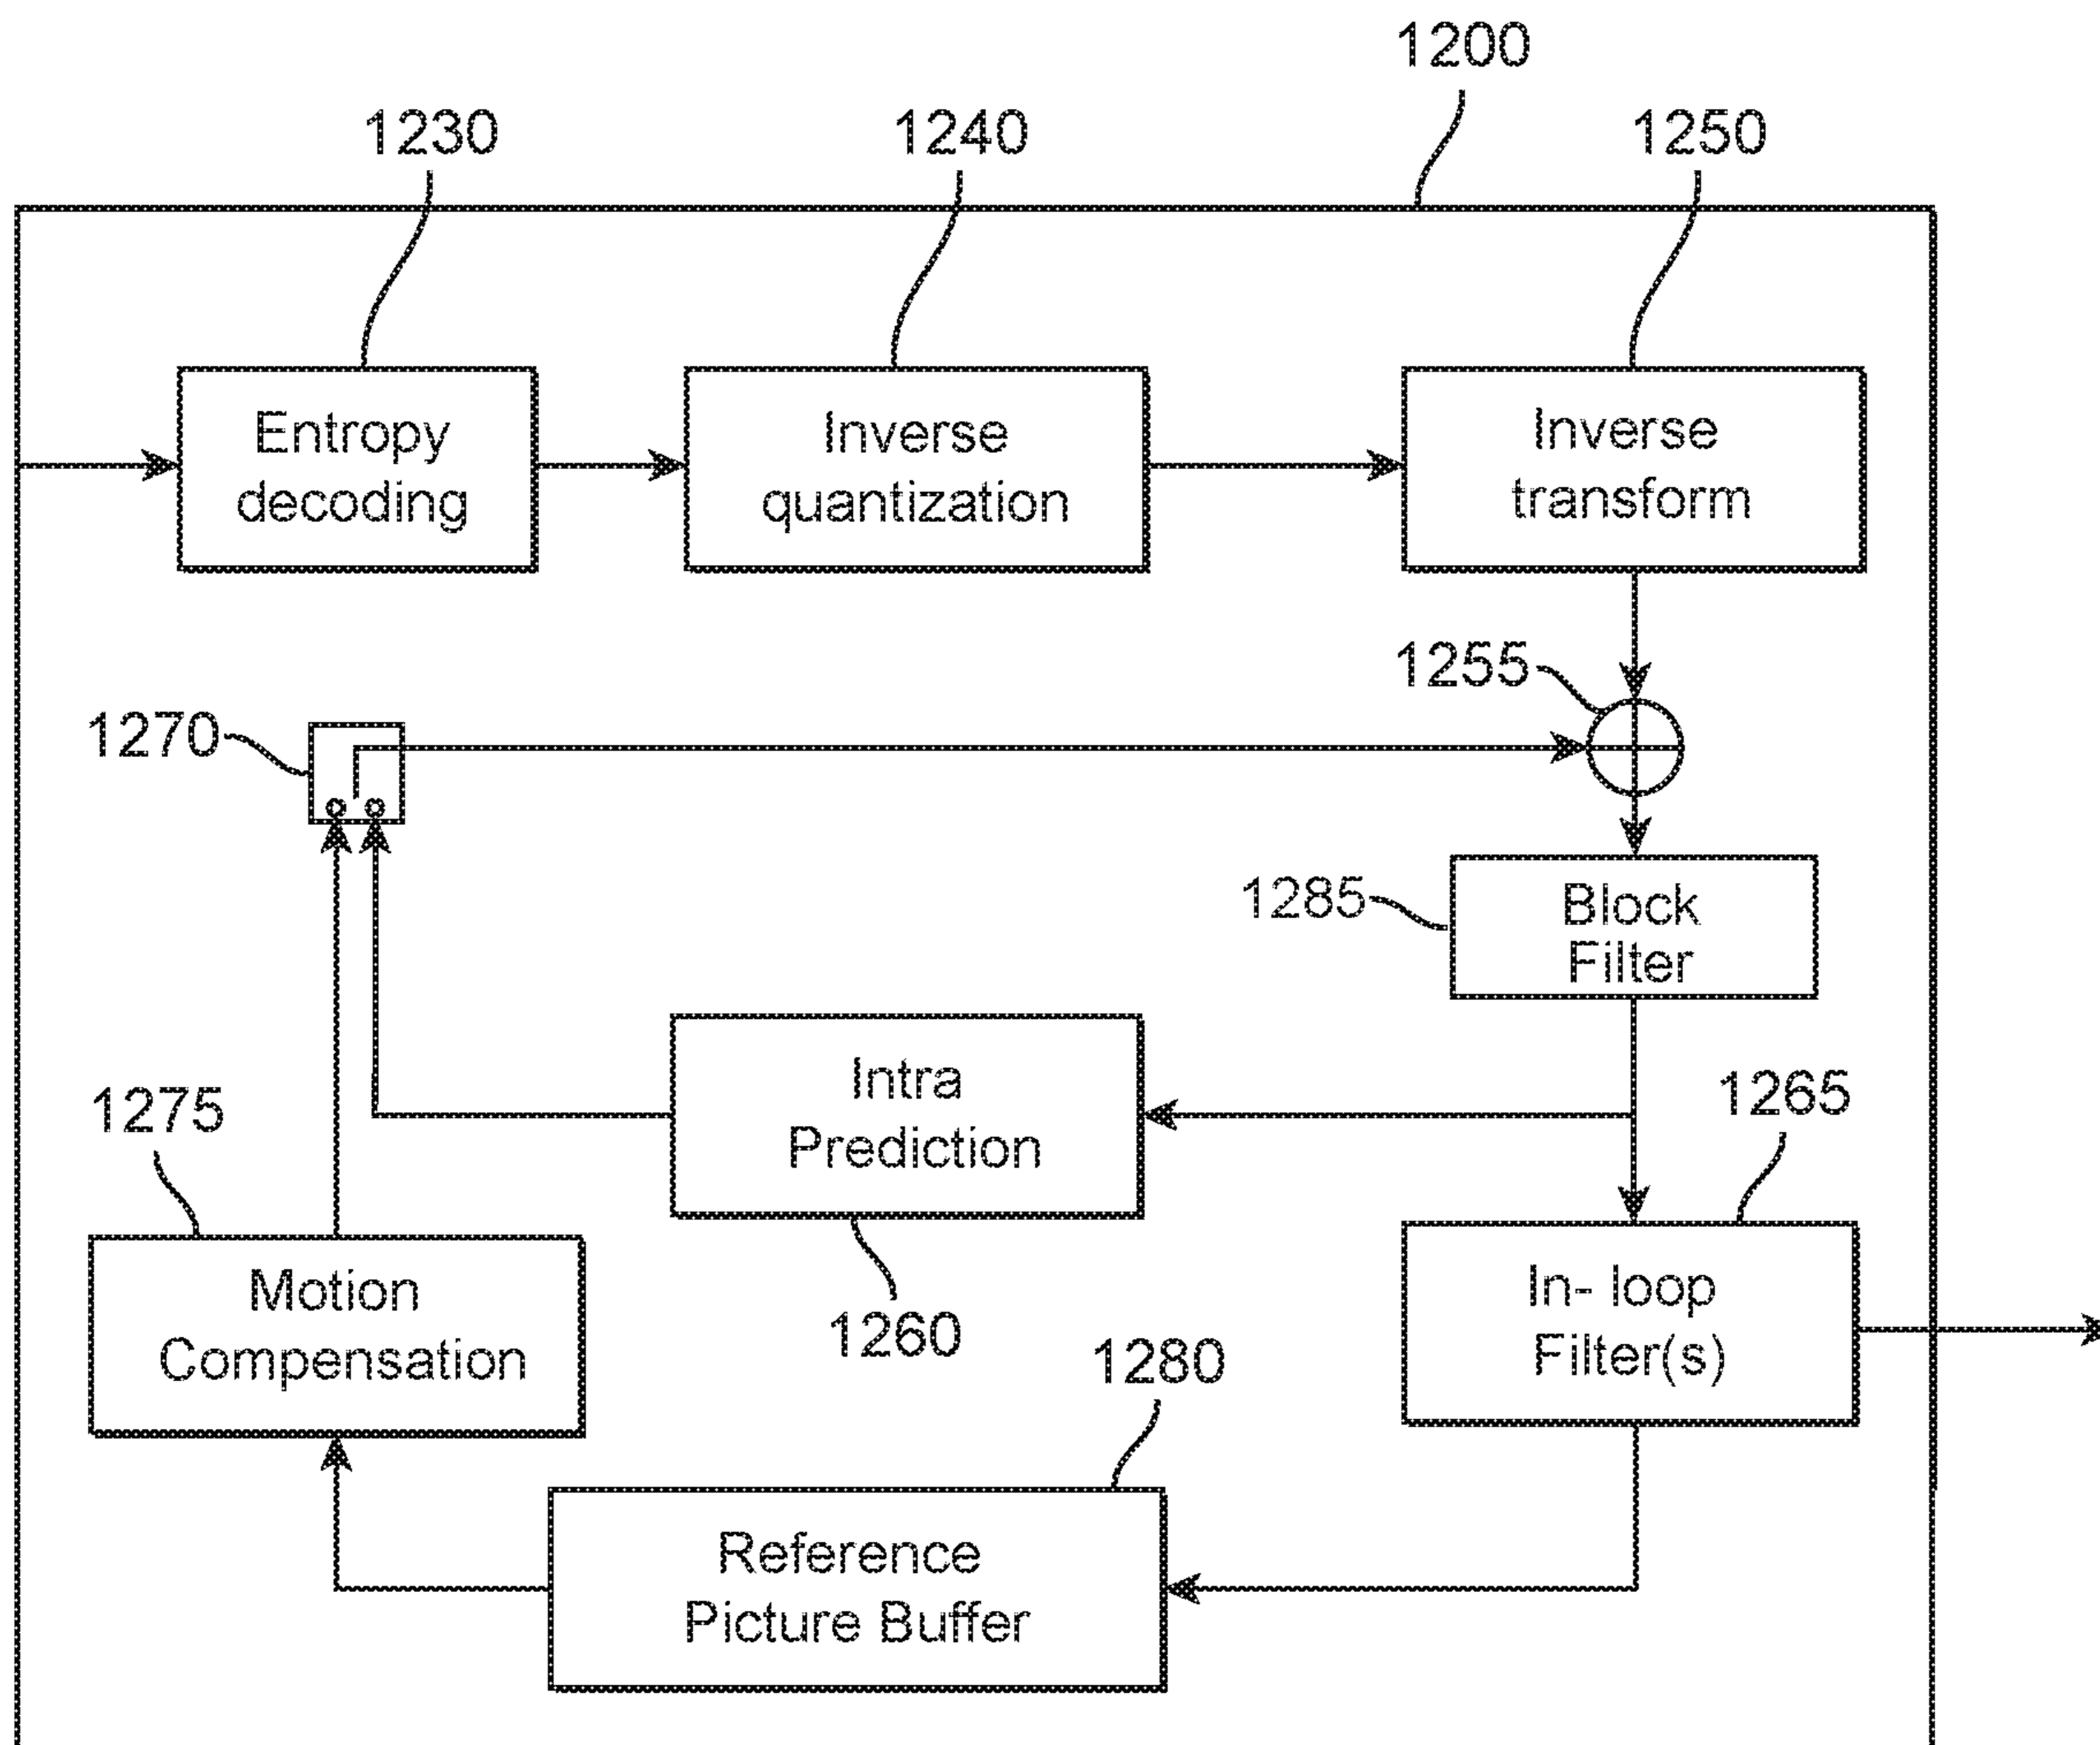 1200
1230
1240
1250
Entropy
decoding
Inverse
quantization
Inverse
transform
1255
1270
1285
Block
Filter
Intra
Prediction
1275
1265
Motion
Compensation
1260
In- loop
Filter(s)
1280
Reference
Picture Buffer